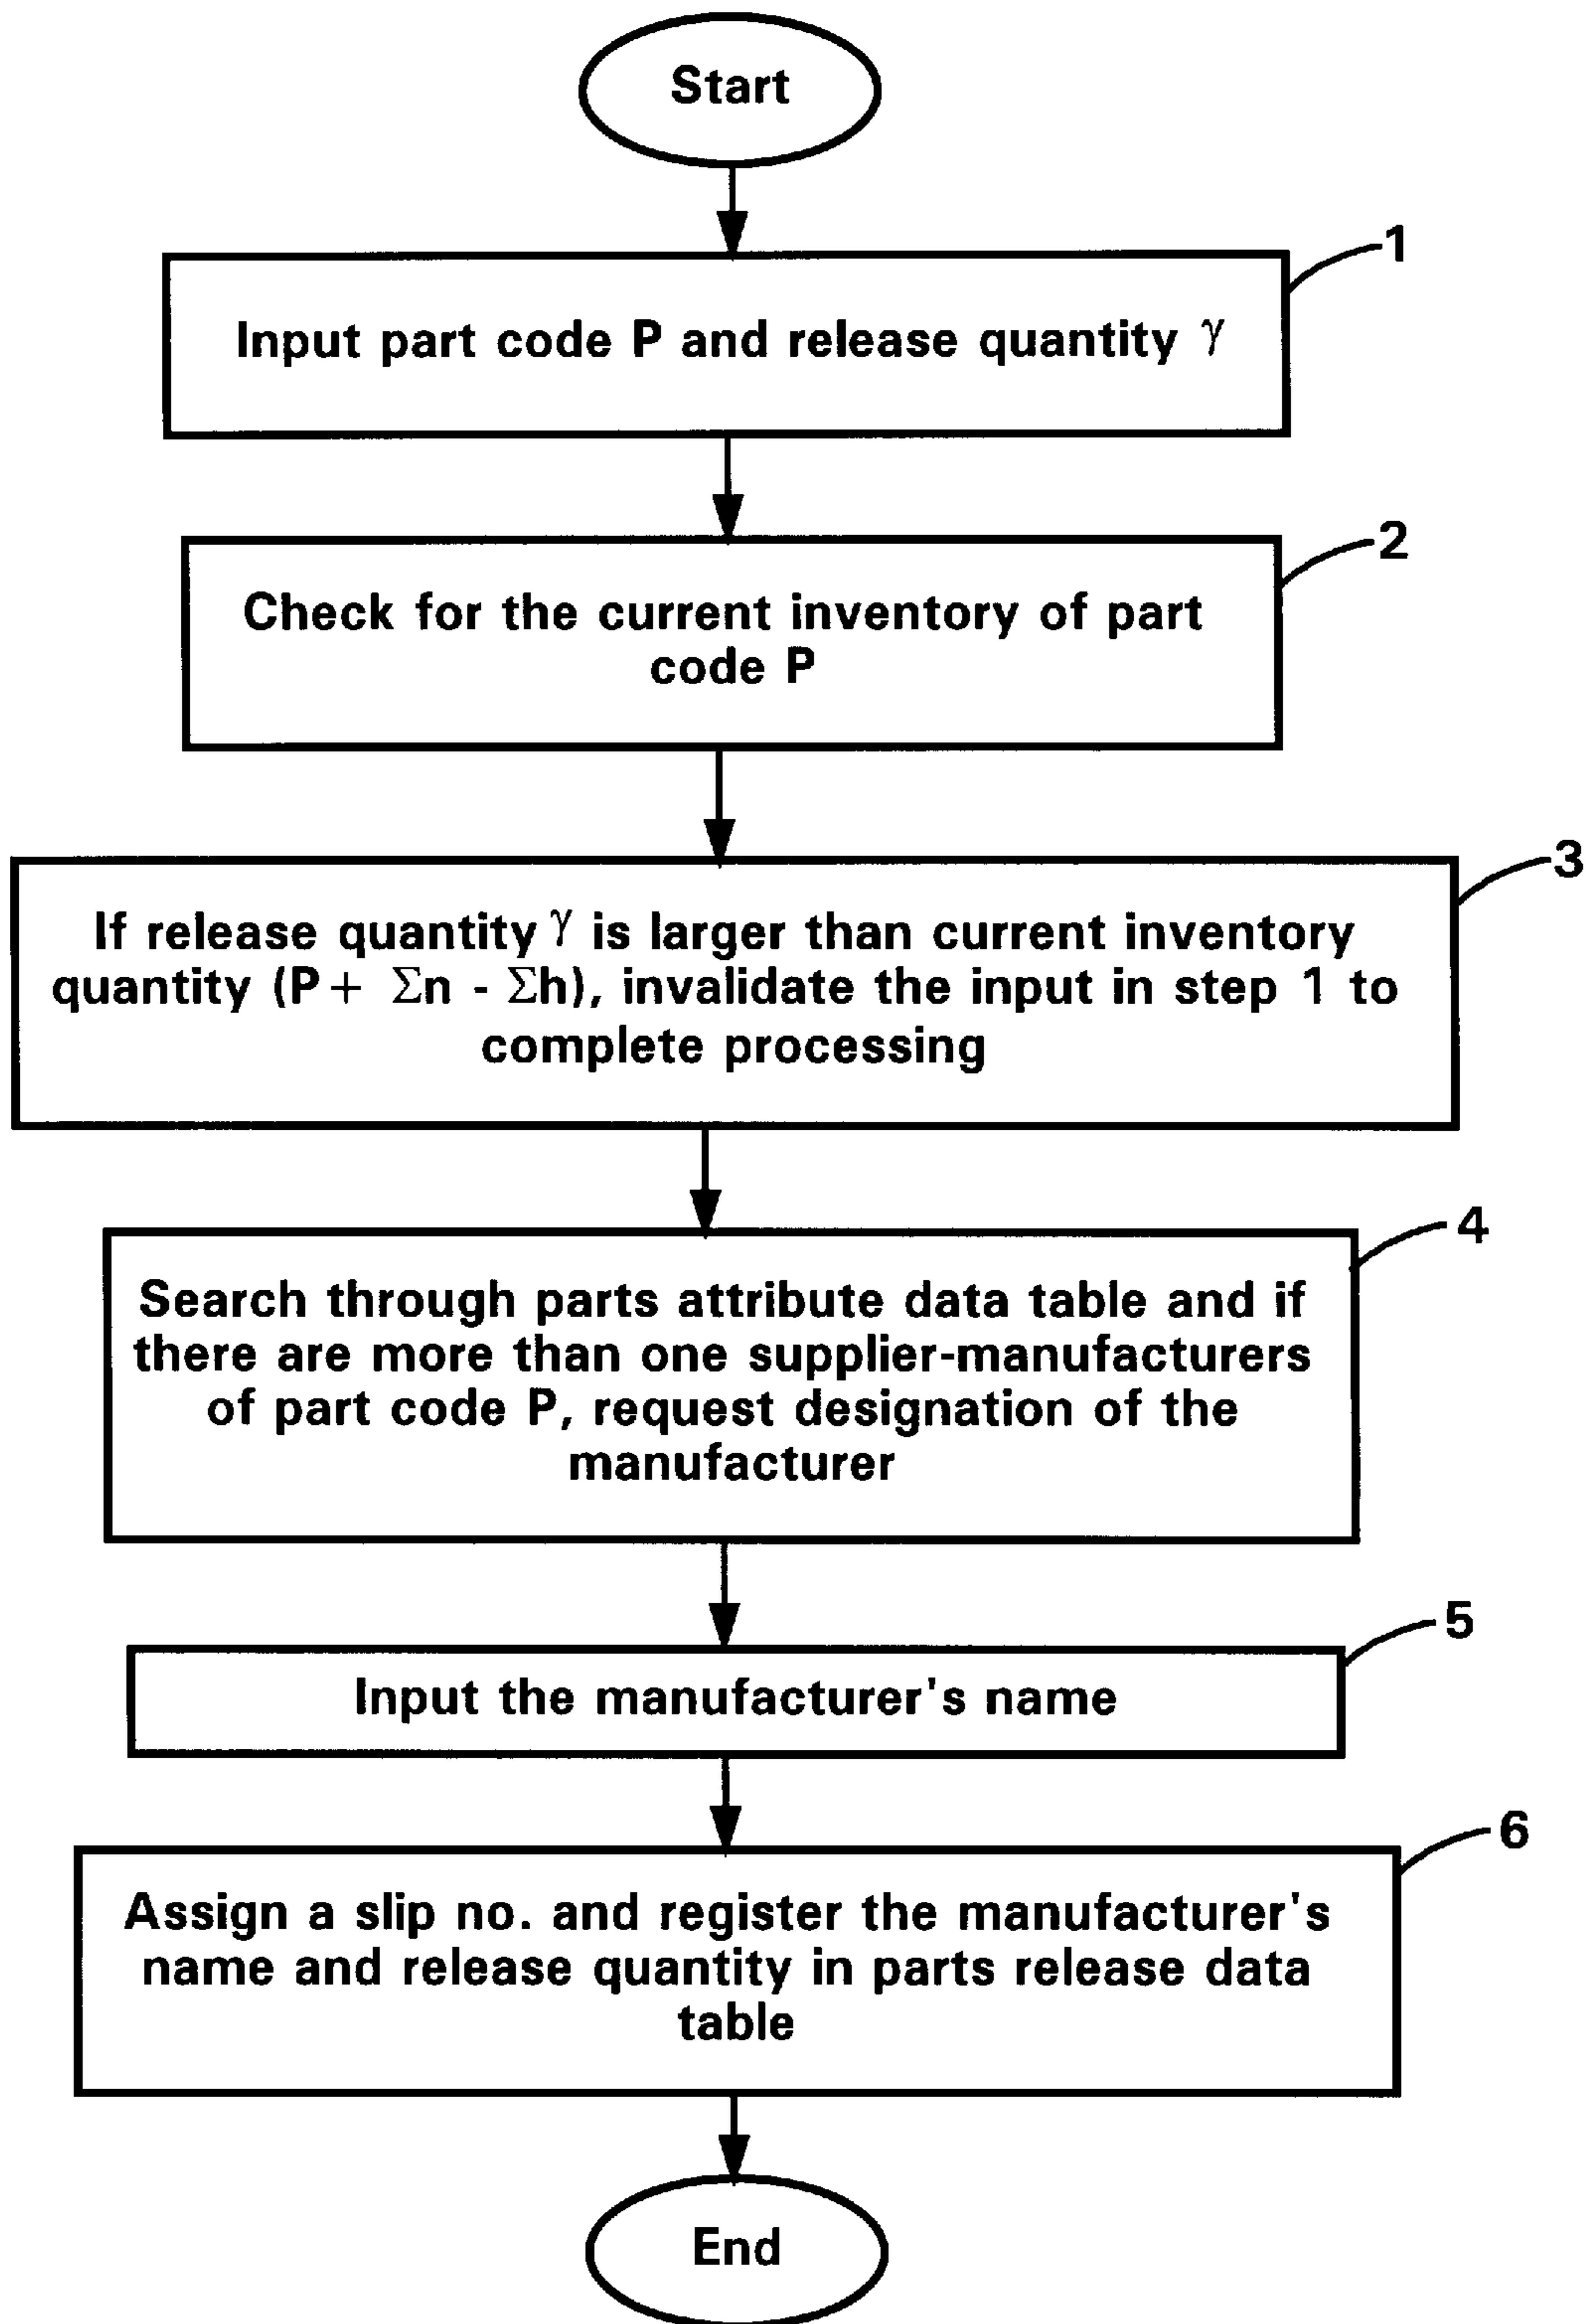 Start
1
Input part code P and release quantity γ
2
Check for the current inventory of part
code P
3
If release quantity γ is larger than current inventory
quantity (P+ Σn - Σh), invalidate the input in step 1 to
complete processing
4
Search through parts attribute data table and if
there are more than one supplier-manufacturers
of part code P, request designation of the
manufacturer
5
Input the manufacturer's name
6
Assign a slip no. and register the manufacturer's
name and release quantity in parts release data
table
End